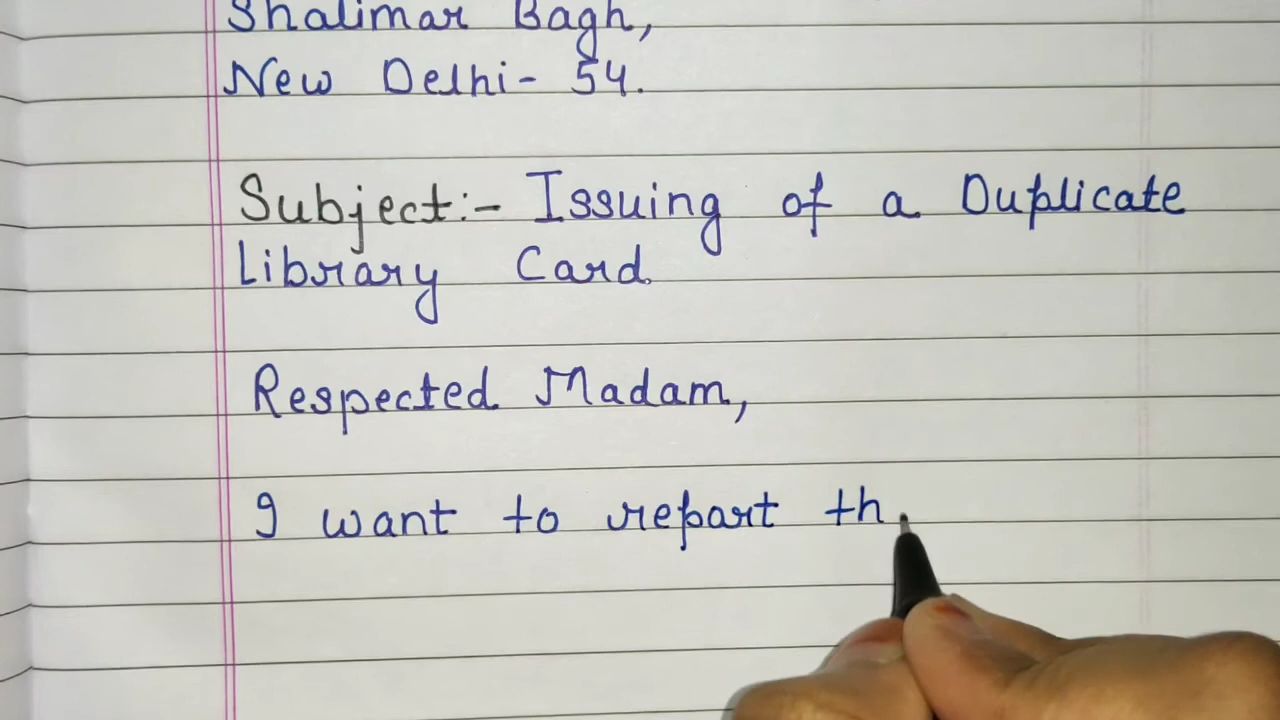 Shalimar Bagh,
New Delhi- 54.
Subject:- Issuing of a Duplicate
Library Card
Respected Madam,
I want to report th